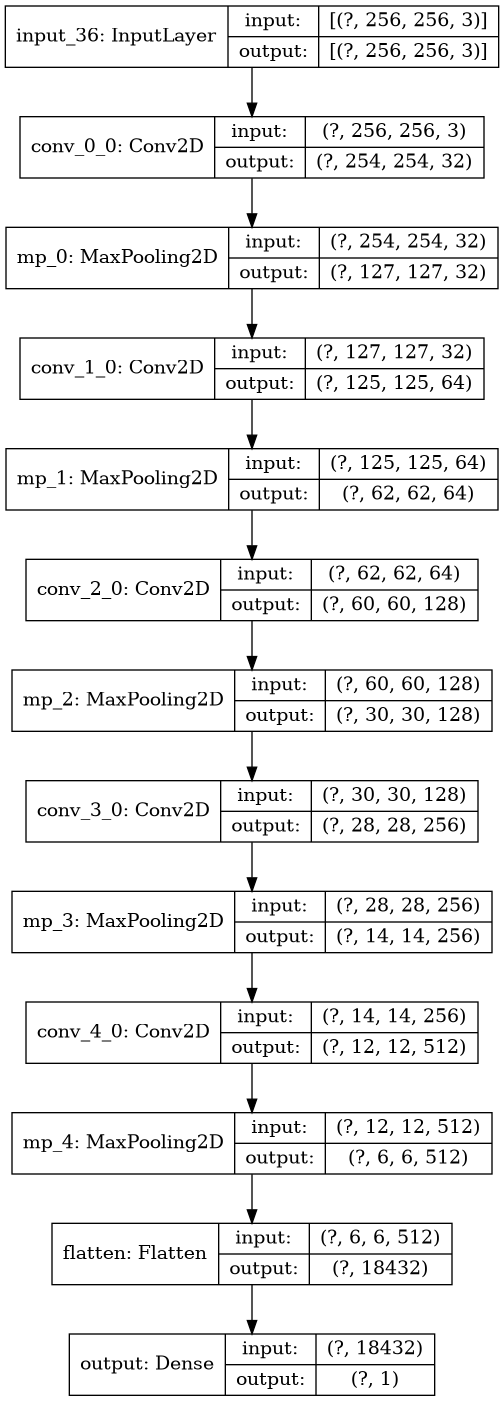 input_36: InputLayer
input: [(?, 256, 256, 3)]
output: [(?, 256, 256, 3)]
conv_0_0: Conv2D
input: (?, 256, 256, 3)
output: (?, 254, 254, 32)
mp_0: MaxPooling2D
input: (?, 254, 254, 32)
output: (?, 127, 127, 32)
conv_1_0: Conv2D
input: (?, 127, 127, 32)
output: (?, 125, 125, 64)
mp_1: MaxPooling2D
input: (?, 125, 125, 64)
output: (?, 62, 62, 64)
conv_2_0: Conv2D
input: (?, 62, 62, 64)
output: (?, 60, 60, 128)
mp_2: MaxPooling2D
input: (?, 60, 60, 128)
output: (?, 30, 30, 128)
conv_3_0: Conv2D
input: (?, 30, 30, 128)
output: (?, 28, 28, 256)
mp_3: MaxPooling2D
input: (?, 28, 28, 256)
output: (?, 14, 14, 256)
conv_4_0: Conv2D
input: (?, 14, 14, 256)
output: (?, 12, 12, 512)
mp_4: MaxPooling2D
input: (?, 12, 12, 512)
output: (?, 6, 6, 512)
flatten: Flatten
input: (?, 6, 6, 512)
output: (?, 18432)
output: Dense
input: (?, 18432)
output: (?, 1)